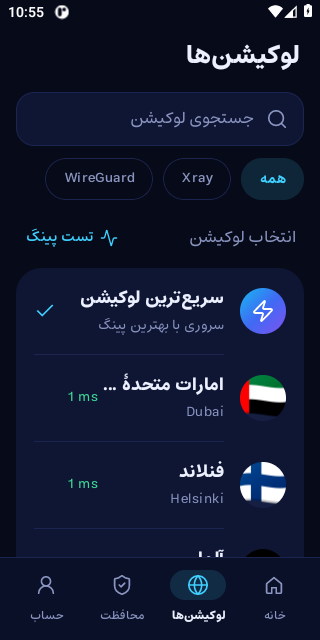 10:55
لوکیشن‌ها
جستجوی لوکیشن
همه
Xray
WireGuard
انتخاب لوکیشن
تست پینگ
سریع‌ترین لوکیشن
سروری با بهترین پینگ
امارات متحدهٔ ...
1 ms
Dubai
فنلاند
1 ms
Helsinki
خانه
لوکیشن‌ها
محافظت
حساب